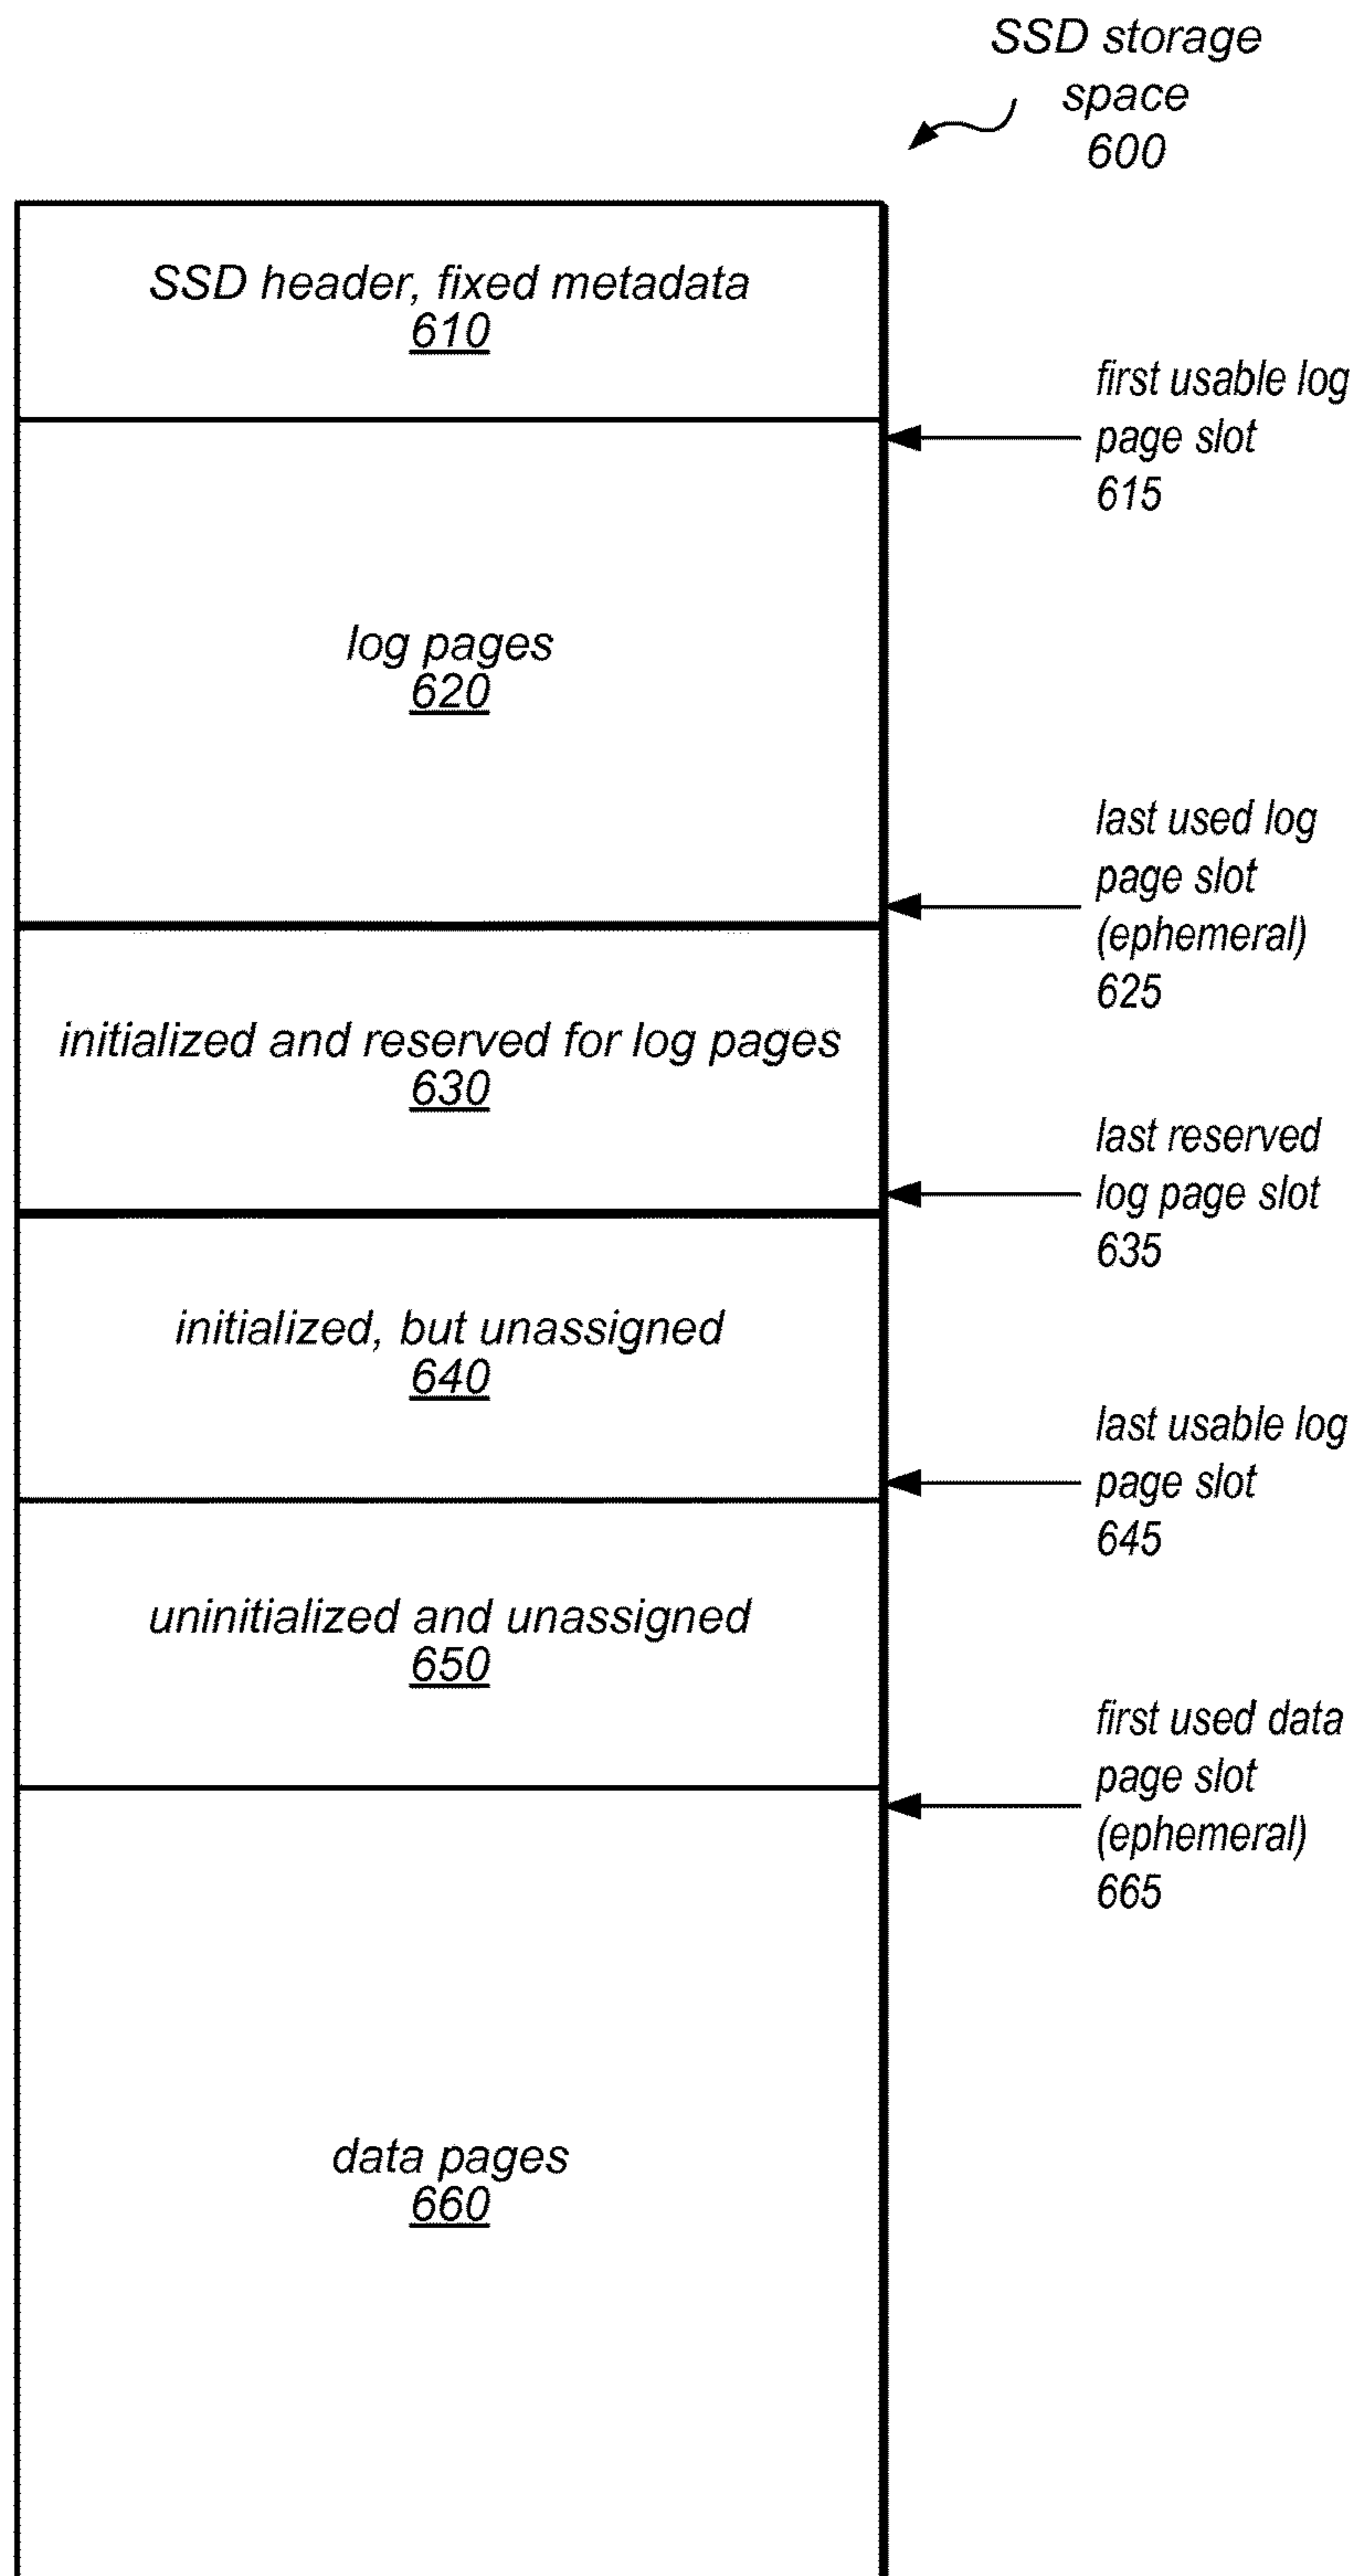 SSD storage
space
600
SSD header, fixed metadata
610
first usable log
page slot
615
log pages
620
last used log
page slot
(ephemeral)
625
initialized and reserved for log pages
630
last reserved
log page slot
635
initialized, but unassigned
640
last usable log
page slot
645
uninitialized and unassigned
650
first used data
page slot
(ephemeral)
665
data pages
660